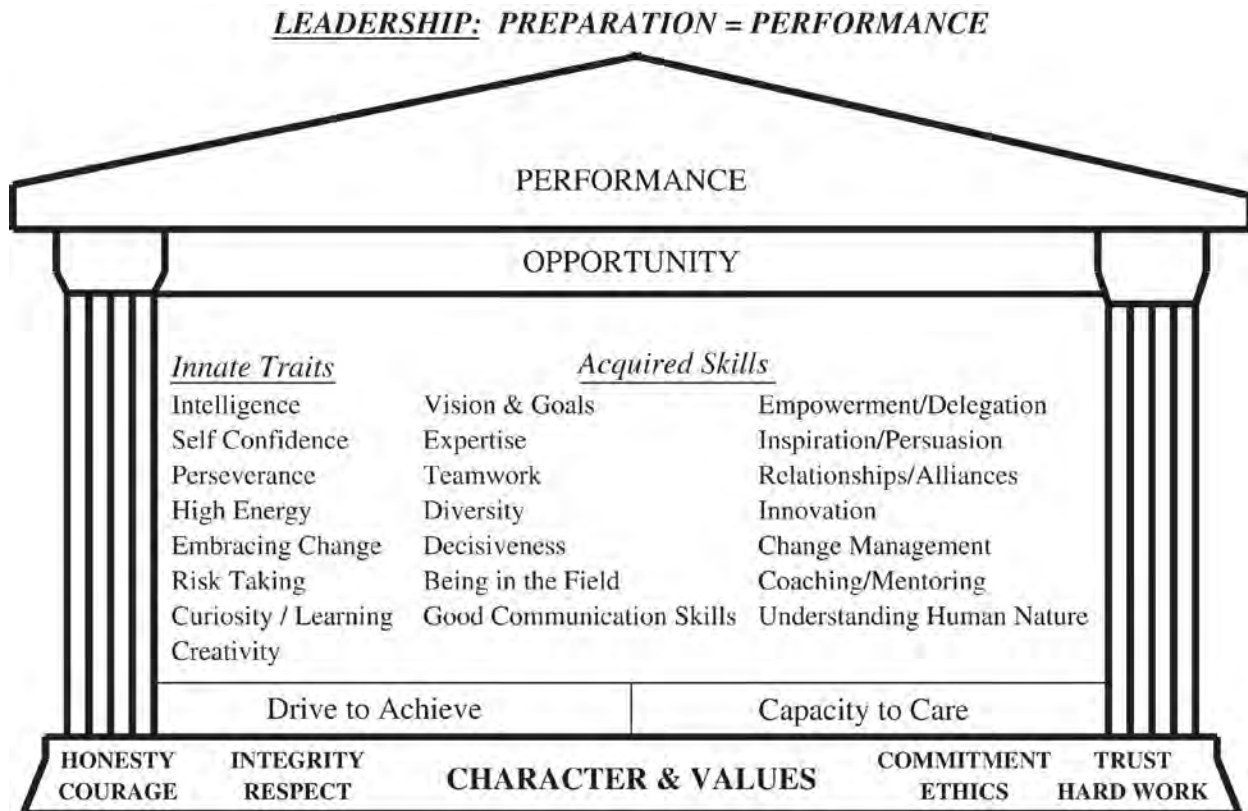 LEADERSHIP: PREPARATION = PERFORMANCE
PERFORMANCE
OPPORTUNITY
Innate Traits
Intelligence
Self Confidence
Perseverance
High Energy
Embracing Change
Risk Taking
Curiosity / Learning
Creativity
Acquired Skills
Vision & Goals
Expertise
Teamwork
Diversity
Decisiveness
Being in the Field
Good Communication Skills
Empowerment/Delegation
Inspiration/Persuasion
Relationships/Alliances
Innovation
Change Management
Coaching/Mentoring
Understanding Human Nature
Drive to Achieve
Capacity to Care
HONESTY
COURAGE
INTEGRITY
RESPECT
CHARACTER & VALUES
COMMITMENT
ETHICS
TRUST
HARD WORK